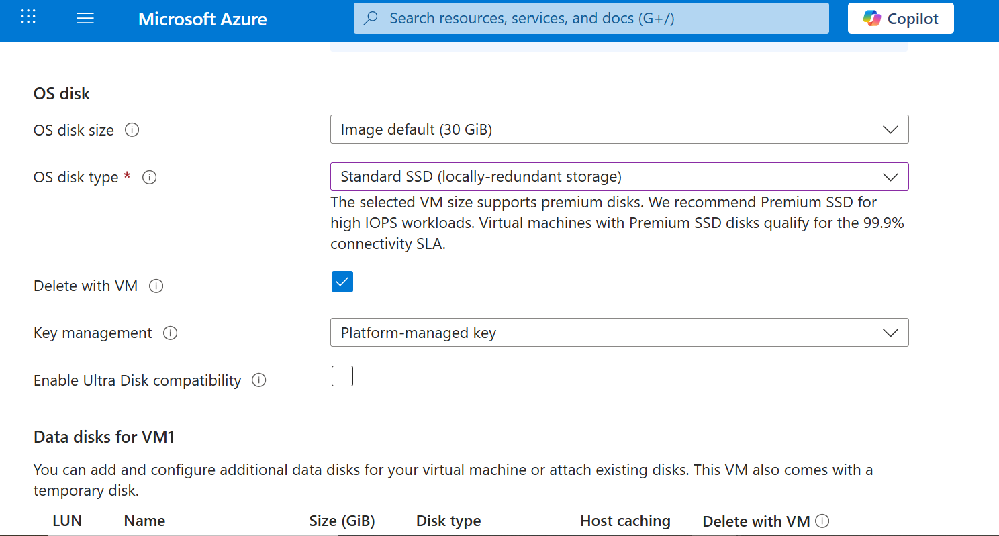 Microsoft Azure
Search resources, services, and docs (G+/)
Copilot
OS disk
OS disk size
Image default (30 GiB)
OS disk type *
Standard SSD (locally-redundant storage)
The selected VM size supports premium disks. We recommend Premium SSD for
high IOPS workloads. Virtual machines with Premium SSD disks qualify for the 99.9%
connectivity SLA.
Delete with VM
Key management
Platform-managed key
Enable Ultra Disk compatibility
Data disks for VM1
You can add and configure additional data disks for your virtual machine or attach existing disks. This VM also comes with a
temporary disk.
LUN Name Size (GiB) Disk type Host caching Delete with VM